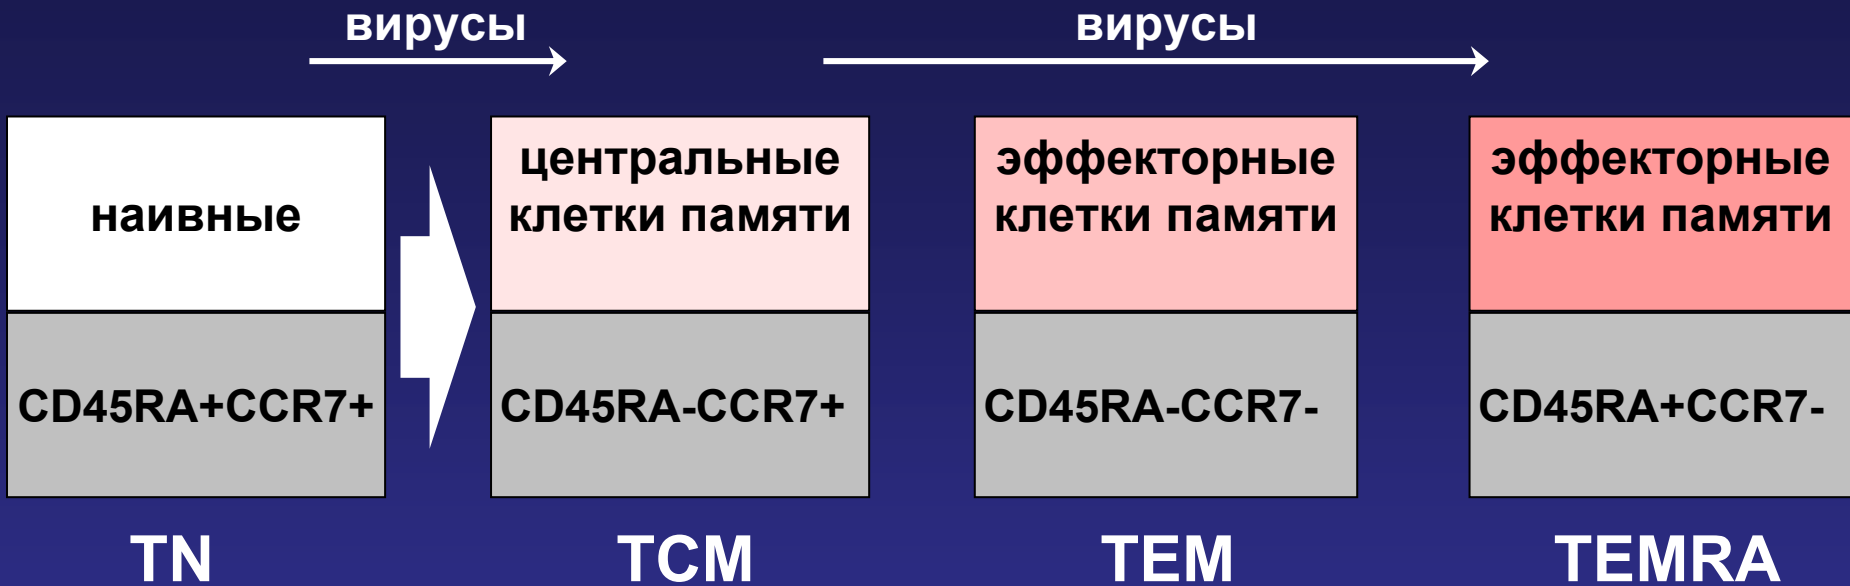 вирусы
вирусы
наивные
центральные
клетки памяти
эффекторные
клетки памяти
эффекторные
клетки памяти
CD45RA+CCR7+
CD45RA-CCR7+
CD45RA-CCR7-
CD45RA+CCR7-
TN
TCM
TEM
TEMRA